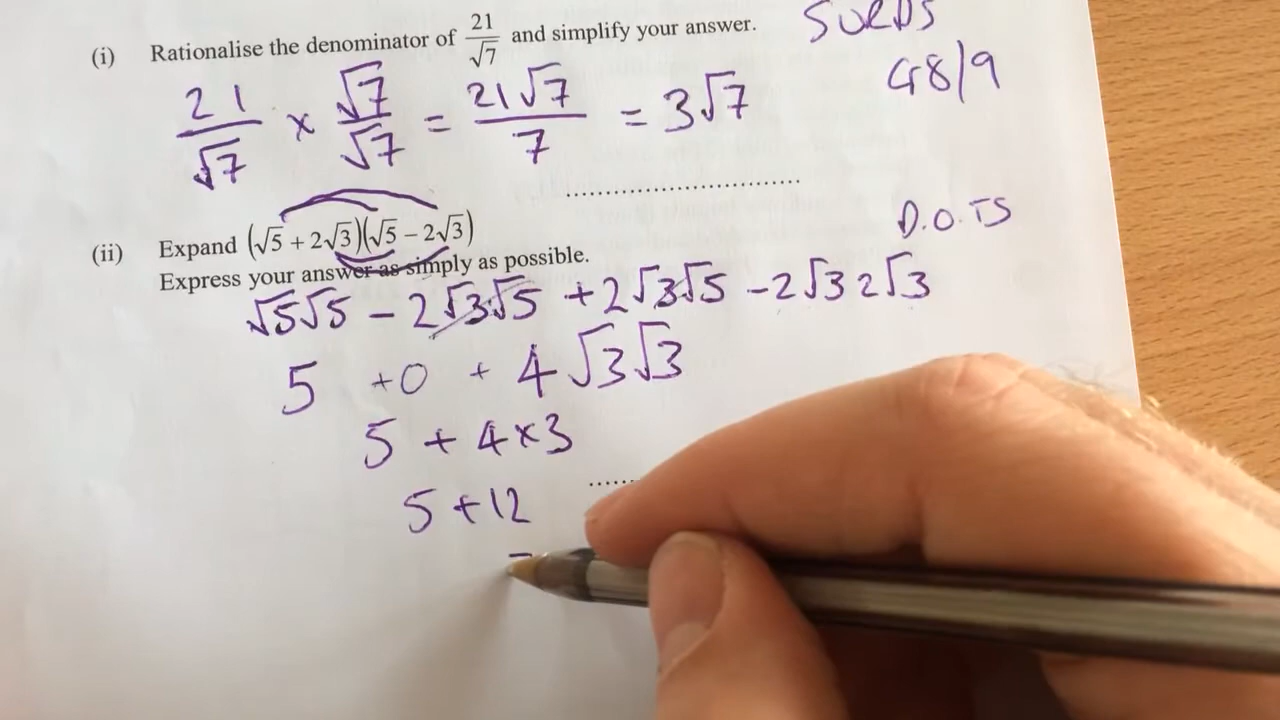 SURDS
(i) Rationalise the denominator of 21/√7 and simplify your answer.
G8/9
21/√7 × √7/√7 = 21√7/7 = 3√7
D.O.TS
(ii) Expand (√5 + 2√3)(√5 − 2√3)
Express your answer as simply as possible.
√5√5 − 2√3√5 + 2√3√5 − 2√3 2√3
5 + 0 + 4√3√3
5 + 4×3
5 + 12